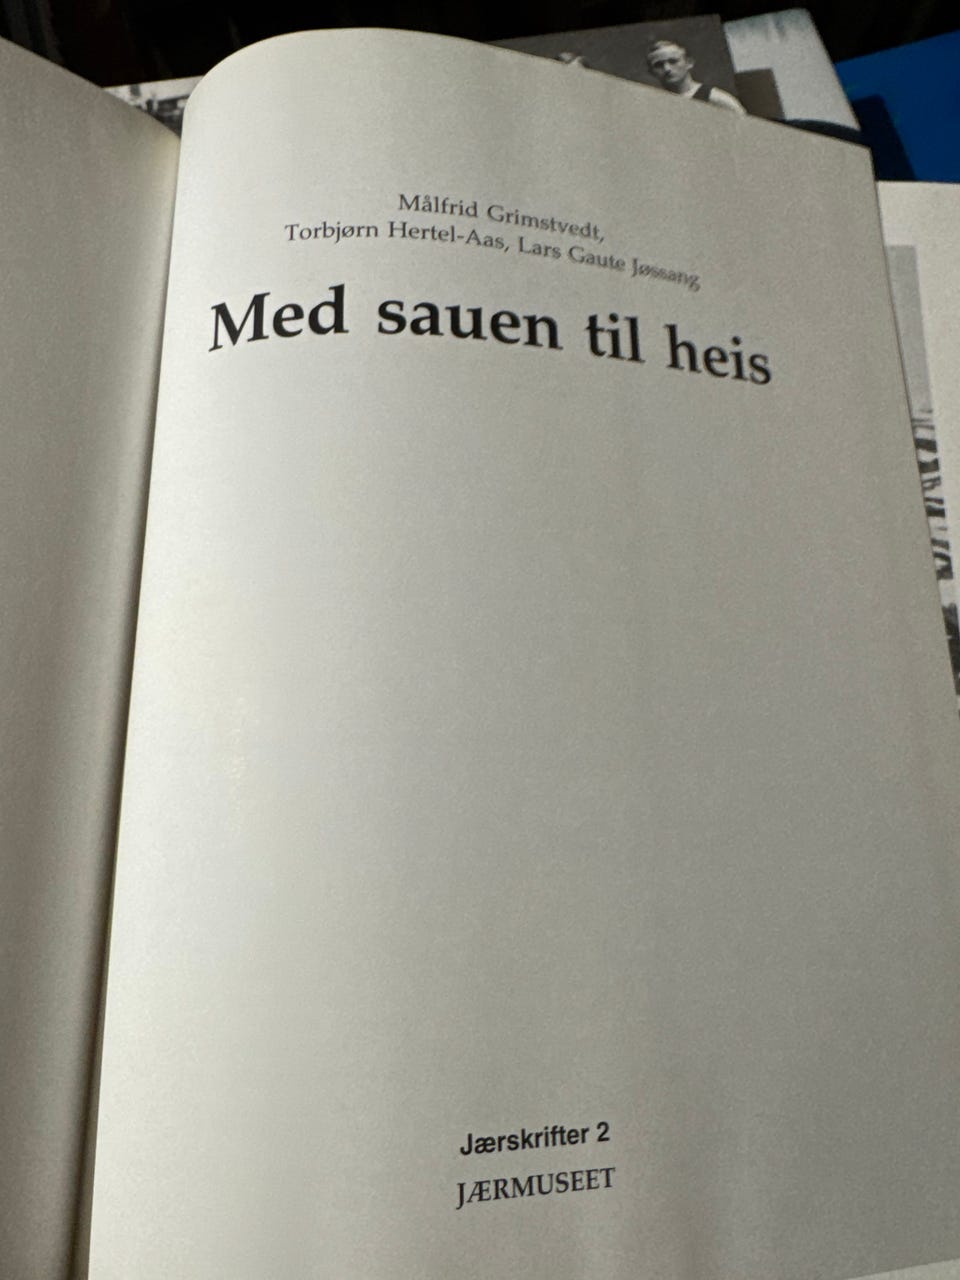 Målfrid Grimstvedt,
Torbjørn Hertel-Aas, Lars Gaute Jøssang
Med sauen til heis
Jærskrifter 2
JÆRMUSEET